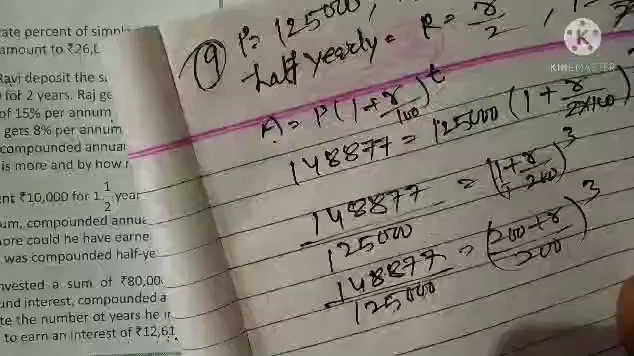 ate percent of simple
amount to ₹26,
Ravi deposit the s
for 2 years. Raj ge
of 15% per annum
gets 8% per annum
compounded annual
is more and by how
ent ₹10,000 for 1 1/2 year
um, compounded annu
ore could he have earne
was compounded half-ye
nvested a sum of ₹80,00
und interest, compounded a
te the number of years he i
to earn an interest of ₹12,61
⑨ P= 125000,
half yearly = R = r/2,
A = P(1+r/100)^t
148877 = 125000 (1+r/2×100)
148877/125000 = (1+r/200)^3
148877/125000 = (200+r/200)^3
KINEMASTER